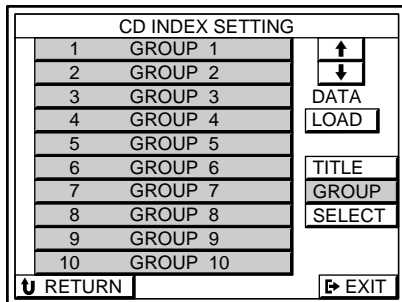 CD INDEX SETTING
1 GROUP 1
2 GROUP 2
3 GROUP 3
4 GROUP 4
5 GROUP 5
6 GROUP 6
7 GROUP 7
8 GROUP 8
9 GROUP 9
10 GROUP 10
DATA
LOAD
TITLE
GROUP
SELECT
RETURN
EXIT